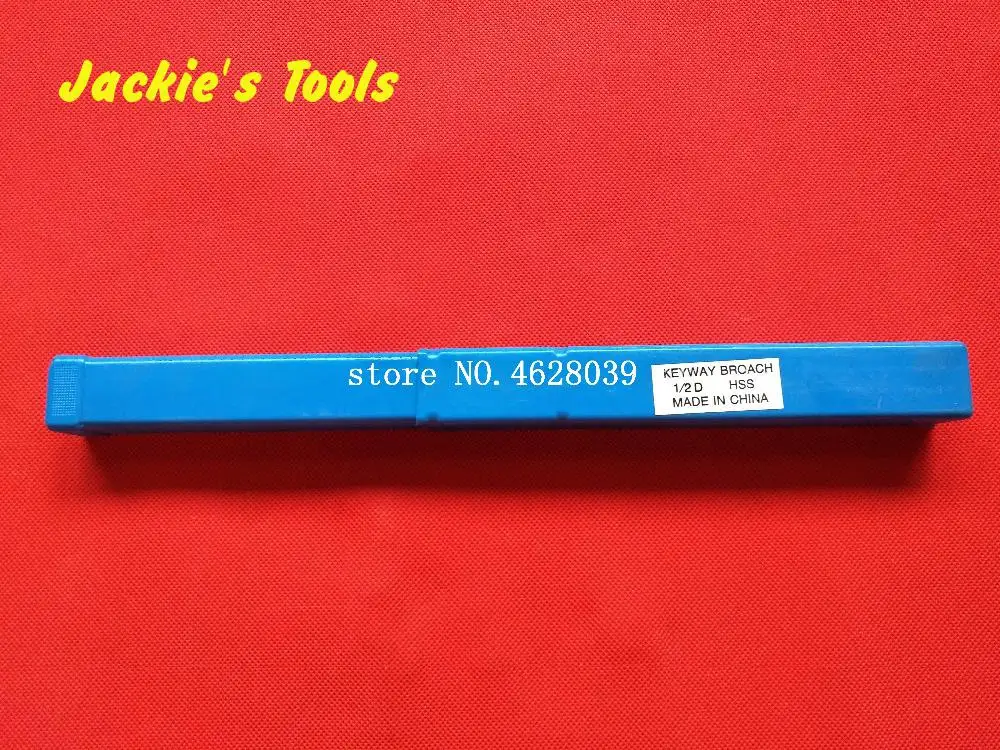 Jackie's Tools
store NO. 4628039
KEYWAY BROACH
1/2 D HSS
MADE IN CHINA